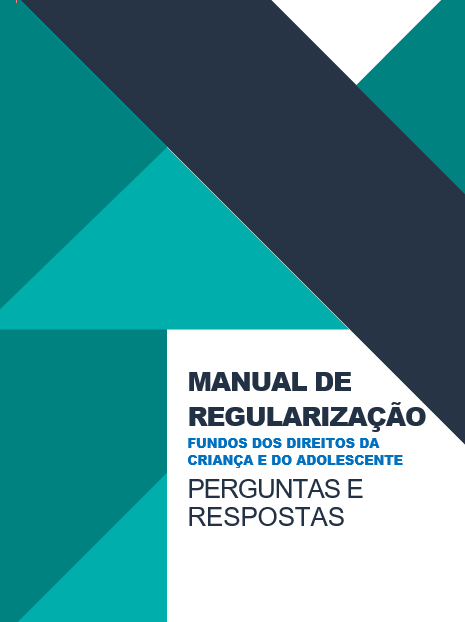 MANUAL DE
REGULARIZAÇÃO
FUNDOS DOS DIREITOS DA
CRIANÇA E DO ADOLESCENTE
PERGUNTAS E
RESPOSTAS